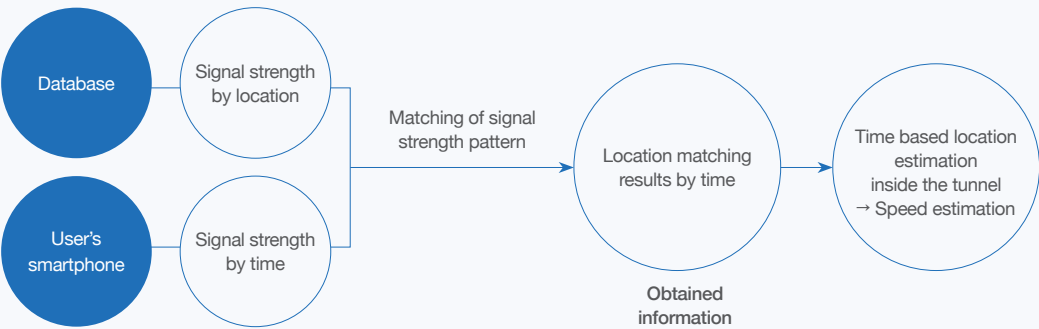 Database
Signal strength
by location
User's
smartphone
Signal strength
by time
Matching of signal
strength pattern
Location matching
results by time
Obtained
information
Time based location
estimation
inside the tunnel
→ Speed estimation